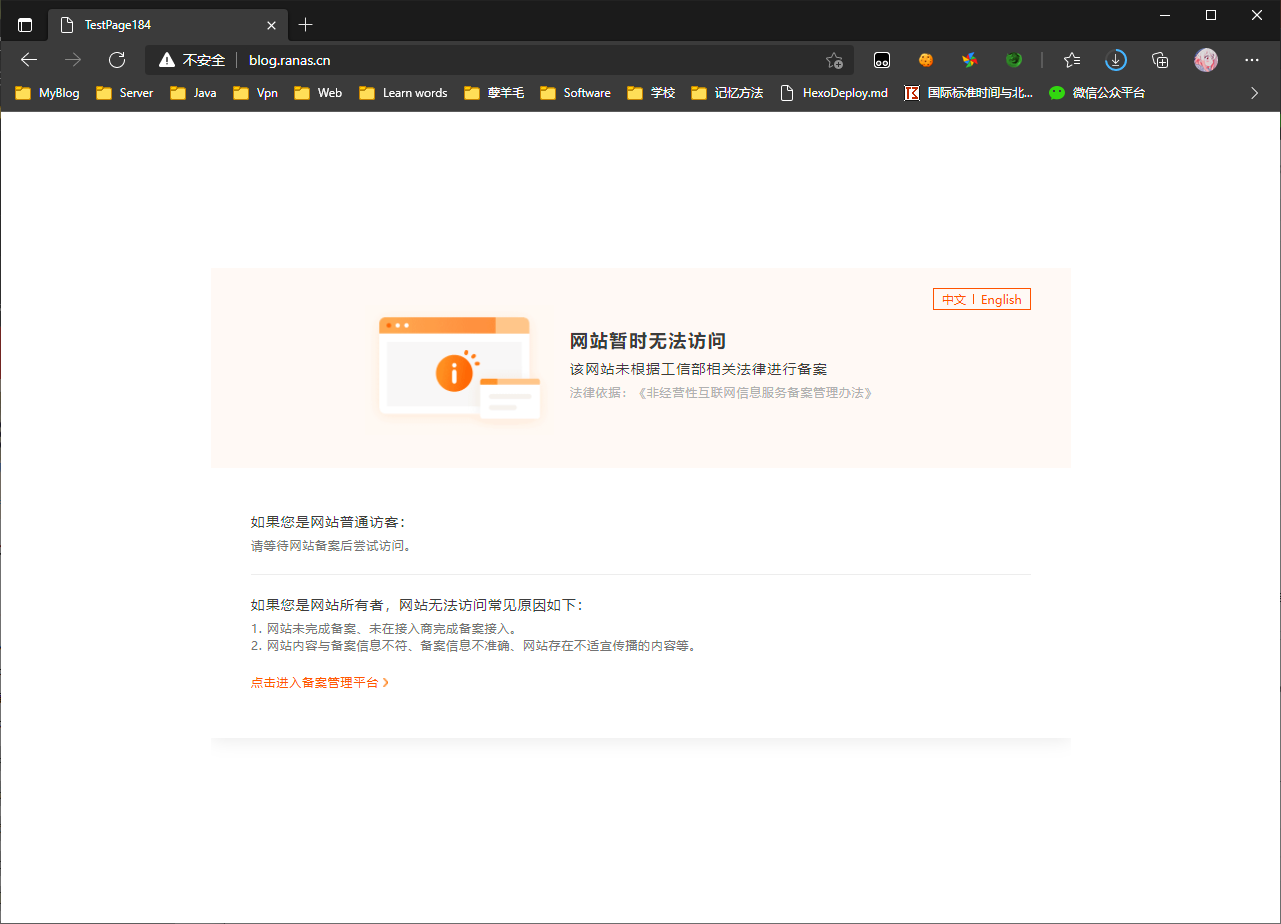 TestPage184
不安全 blog.ranas.cn
MyBlog Server Java Vpn Web Learn words 孽羊毛 Software 学校 记忆方法 HexoDeploy.md 国际标准时间与北... 微信公众平台
中文 | English
网站暂时无法访问
该网站未根据工信部相关法律进行备案
法律依据：《非经营性互联网信息服务备案管理办法》
如果您是网站普通访客：
请等待网站备案后尝试访问。
如果您是网站所有者，网站无法访问常见原因如下：
1. 网站未完成备案、未在接入商完成备案接入。
2. 网站内容与备案信息不符、备案信息不准确、网站存在不适宜传播的内容等。
点击进入备案管理平台